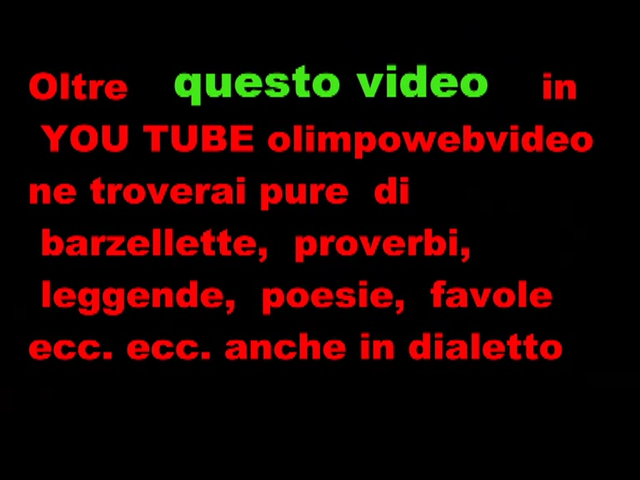 Oltre questo video in
YOU TUBE olimpowebvideo
ne troverai pure di
barzellette, proverbi,
leggende, poesie, favole
ecc. ecc. anche in dialetto